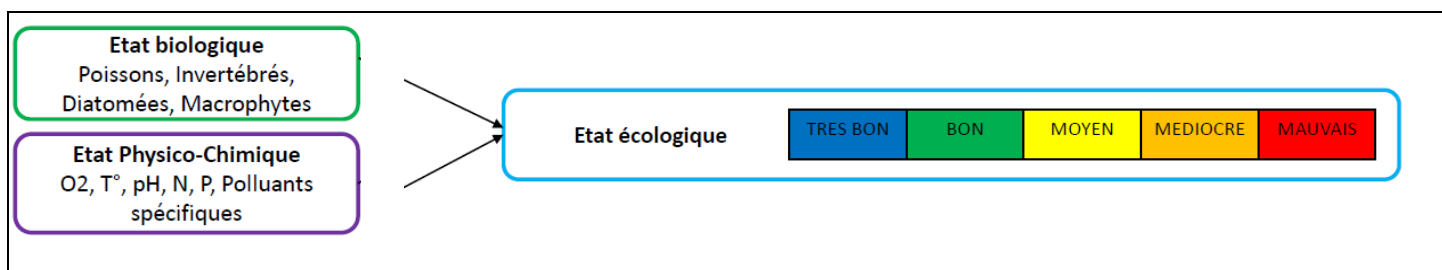 Etat biologique
Poissons, Invertébrés,
Diatomées, Macrophytes
Etat Physico-Chimique
O2, T°, pH, N, P, Polluants
spécifiques
Etat écologique
TRES BON
BON
MOYEN
MEDIOCRE
MAUVAIS